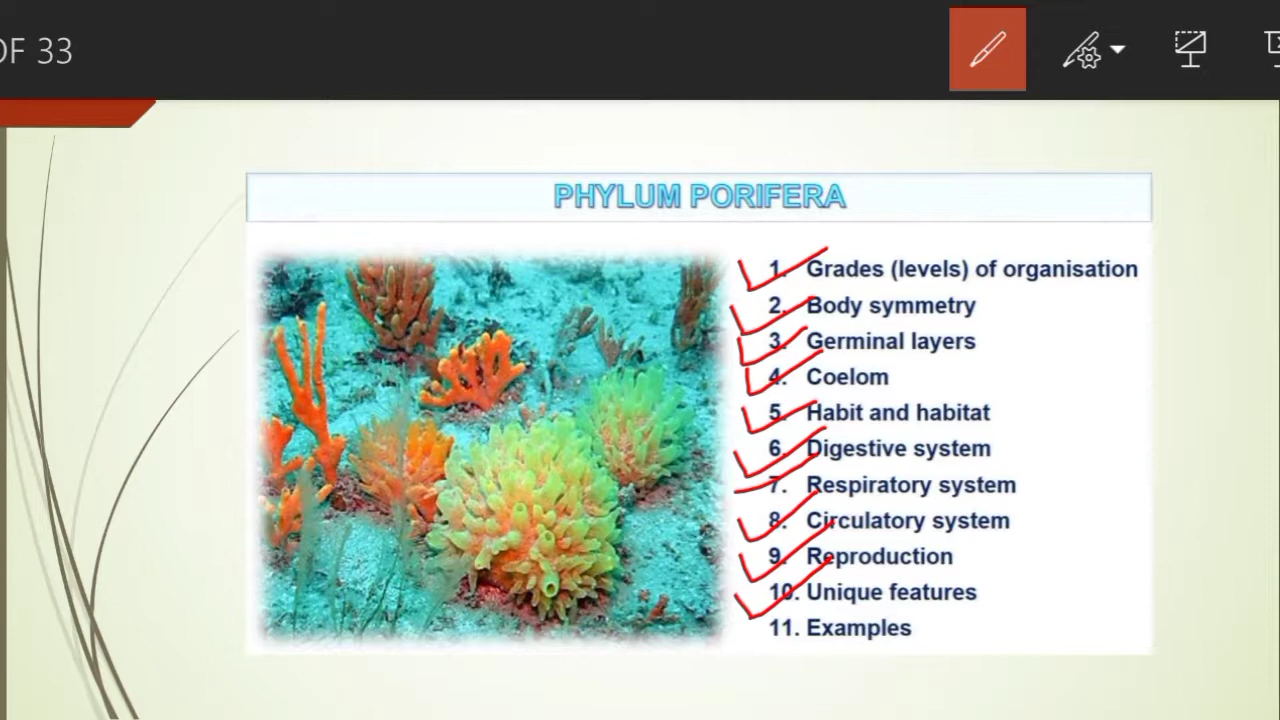 OF 33
PHYLUM PORIFERA
1. Grades (levels) of organisation
2. Body symmetry
3. Germinal layers
4. Coelom
5. Habit and habitat
6. Digestive system
7. Respiratory system
8. Circulatory system
9. Reproduction
10. Unique features
11. Examples